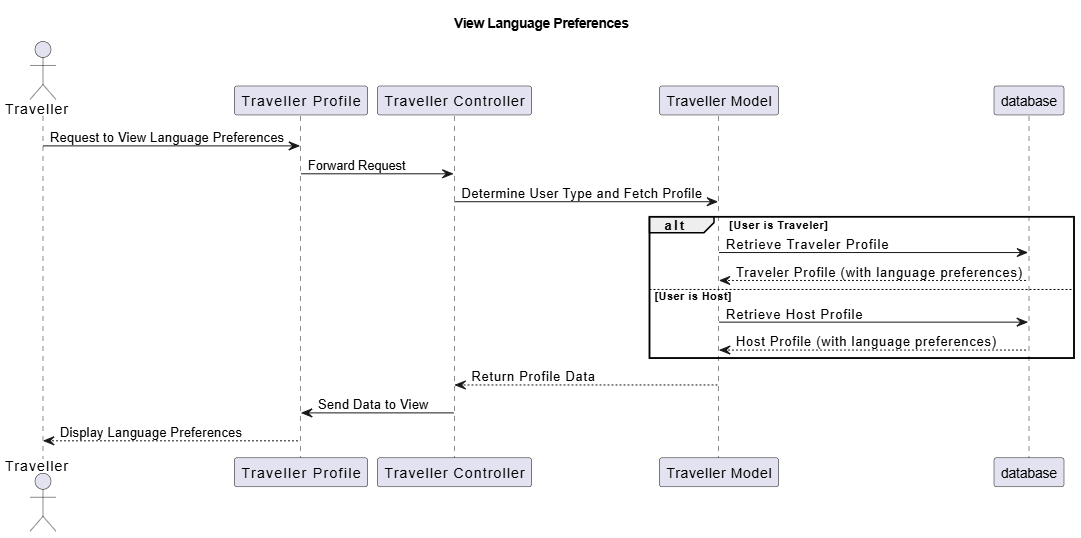 View Language Preferences
Traveller
Traveller Profile
Traveller Controller
Traveller Model
database
Request to View Language Preferences
Forward Request
Determine User Type and Fetch Profile
alt
[User is Traveler]
Retrieve Traveler Profile
Traveler Profile (with language preferences)
[User is Host]
Retrieve Host Profile
Host Profile (with language preferences)
Return Profile Data
Send Data to View
Display Language Preferences
Traveller
Traveller Profile
Traveller Controller
Traveller Model
database